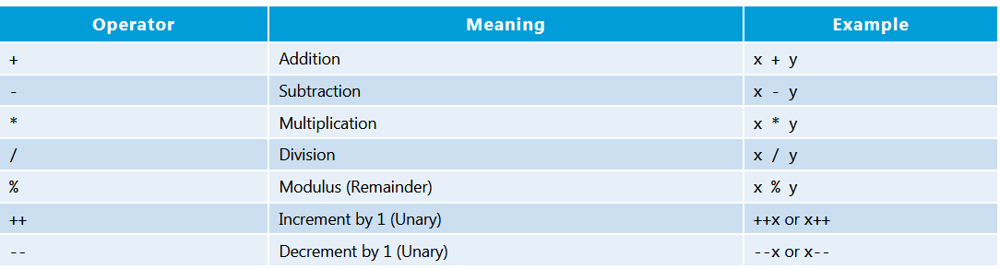 Operator Meaning Example
+ Addition x + y
- Subtraction x - y
* Multiplication x * y
/ Division x / y
% Modulus (Remainder) x % y
++ Increment by 1 (Unary) ++x or x++
-- Decrement by 1 (Unary) --x or x--